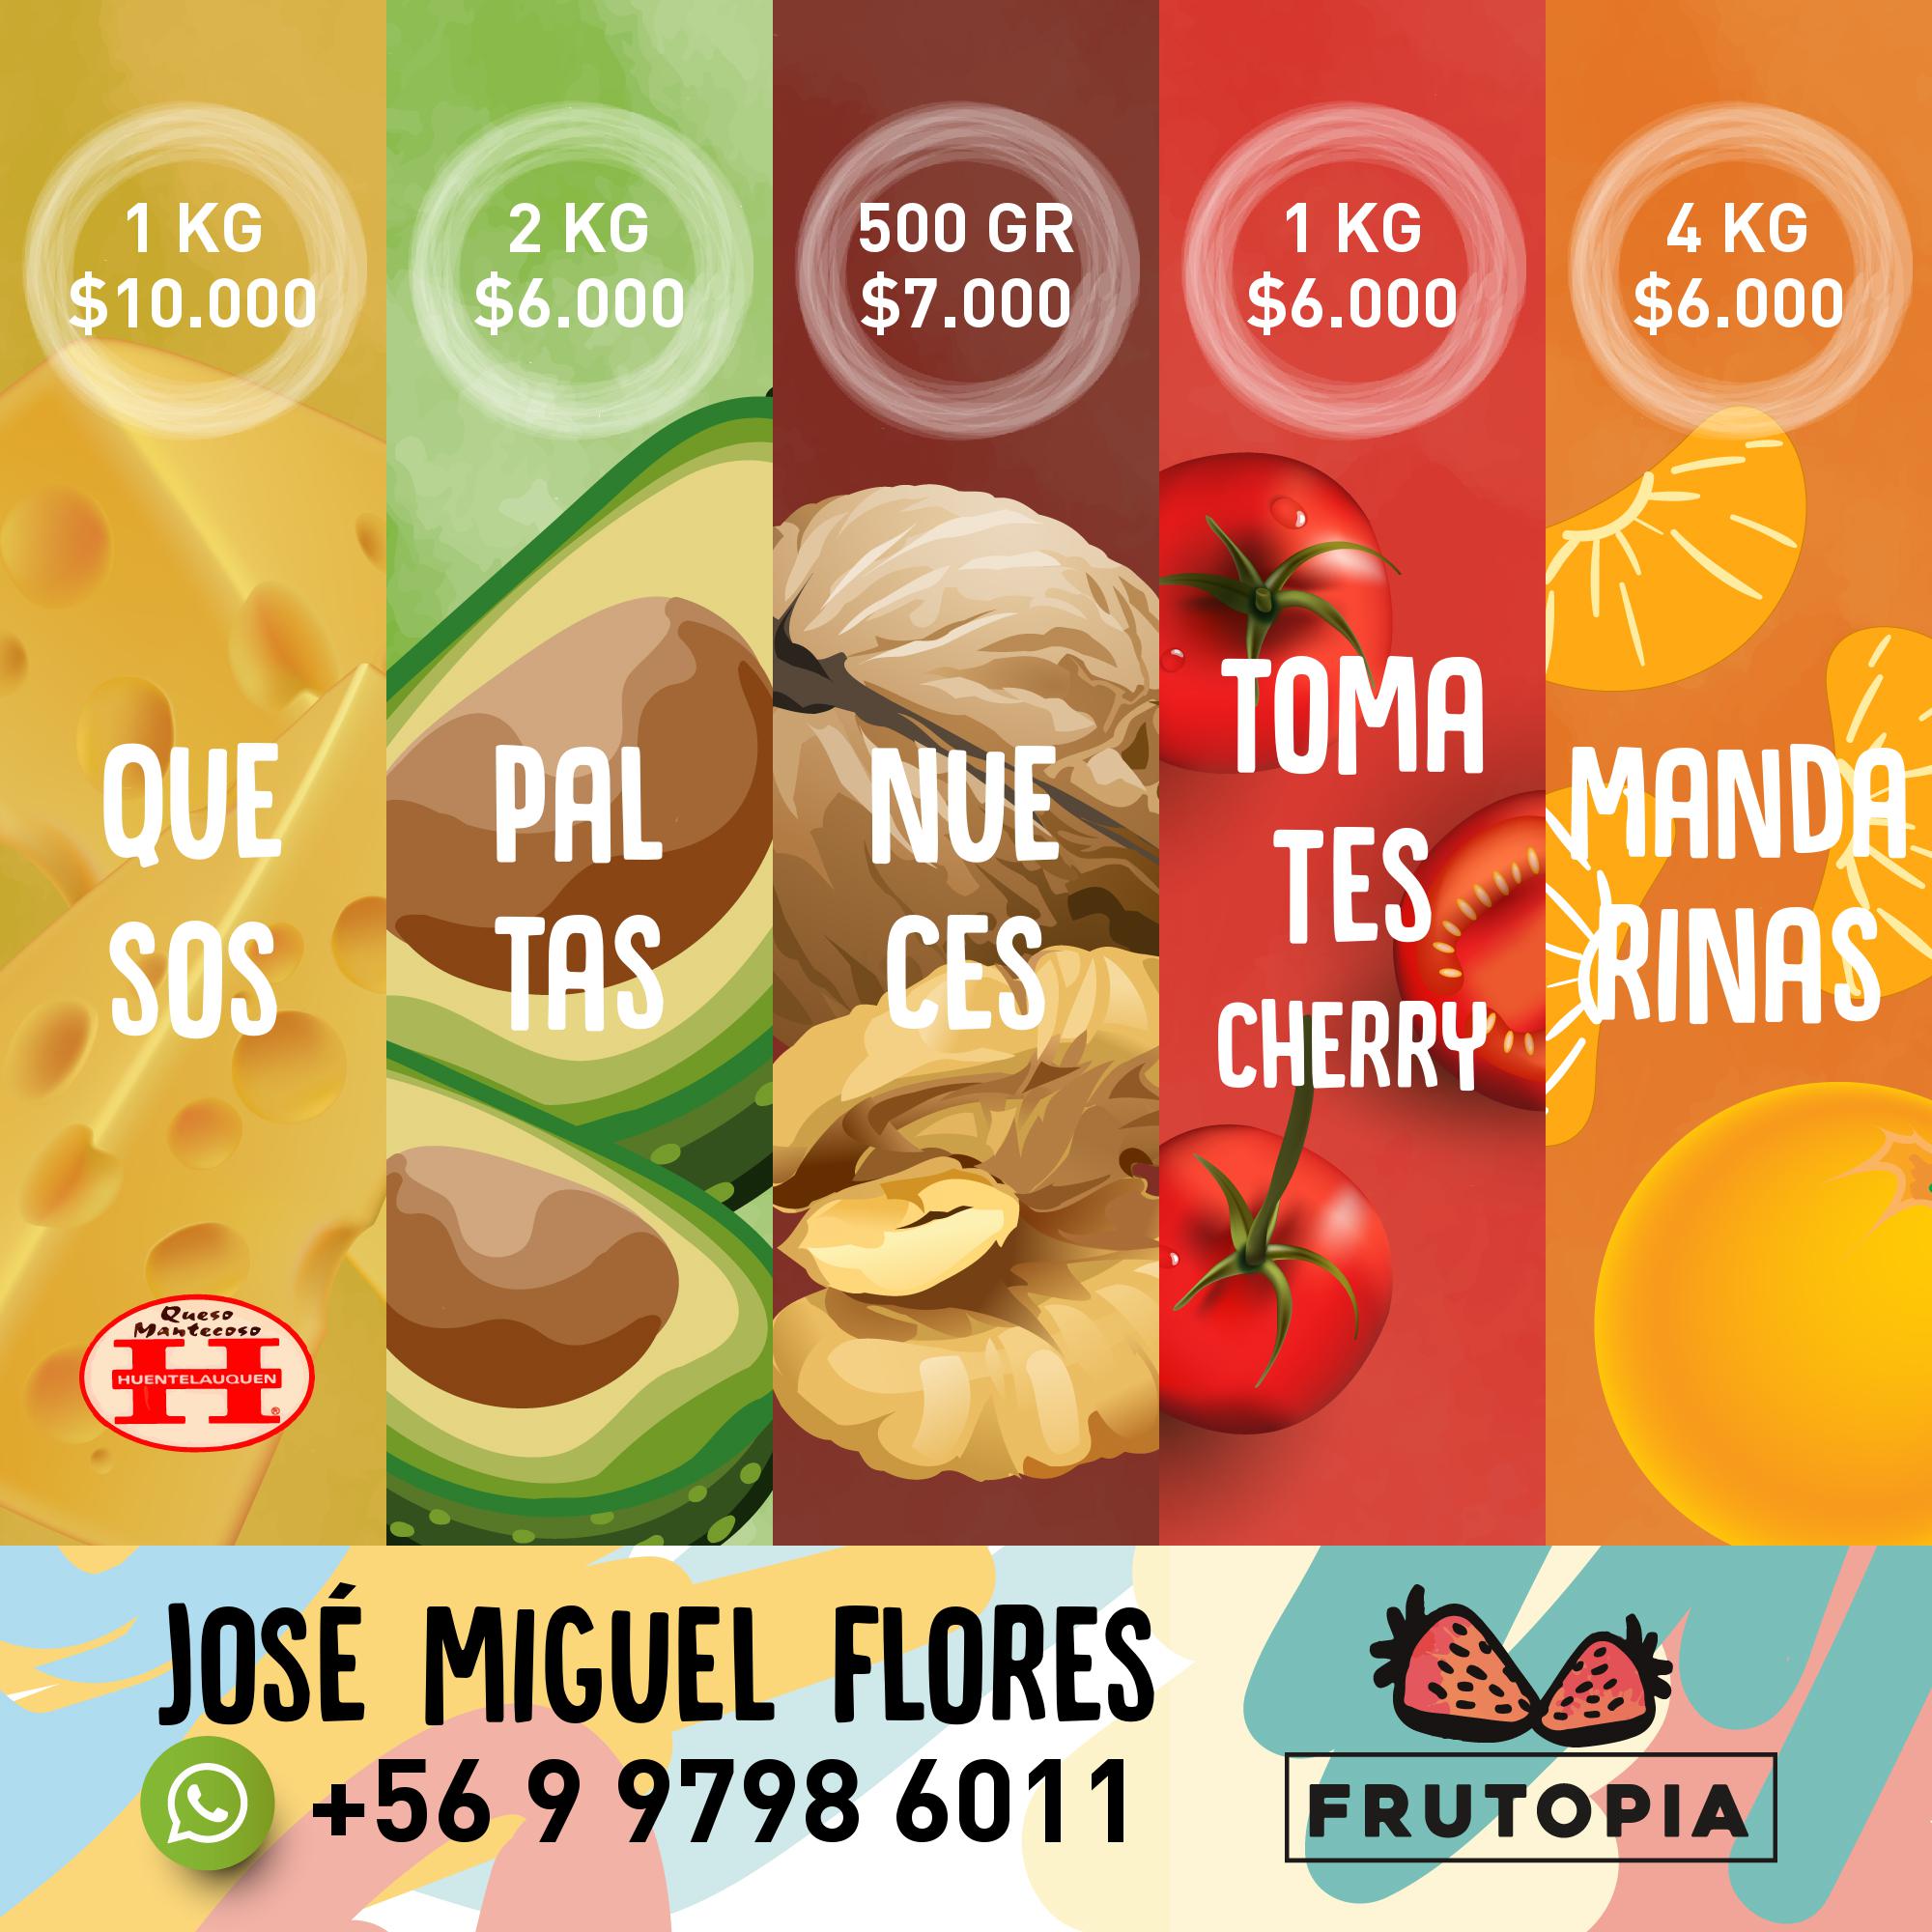 1 KG
$10.000
QUE
SOS
Queso
Mantecoso
H
HUENTELAUQUEN
®
2 KG
$6.000
PAL
TAS
500 GR
$7.000
NUE
CES
1 KG
$6.000
TOMA
TES
CHERRY
4 KG
$6.000
MANDA
RINAS
JOSÉ MIGUEL FLORES
+56 9 9798 6011
FRUTOPIA